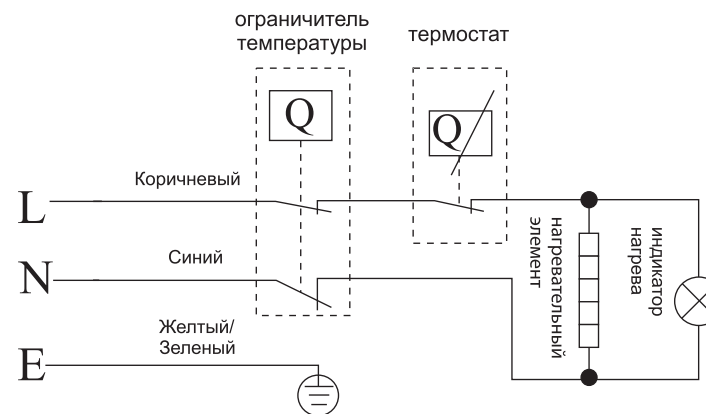 ограничитель
температуры
термостат
Q
Q
Коричневый
L
Синий
N
Желтый/
Зеленый
E
нагревательный
элемент
индикатор
нагрева